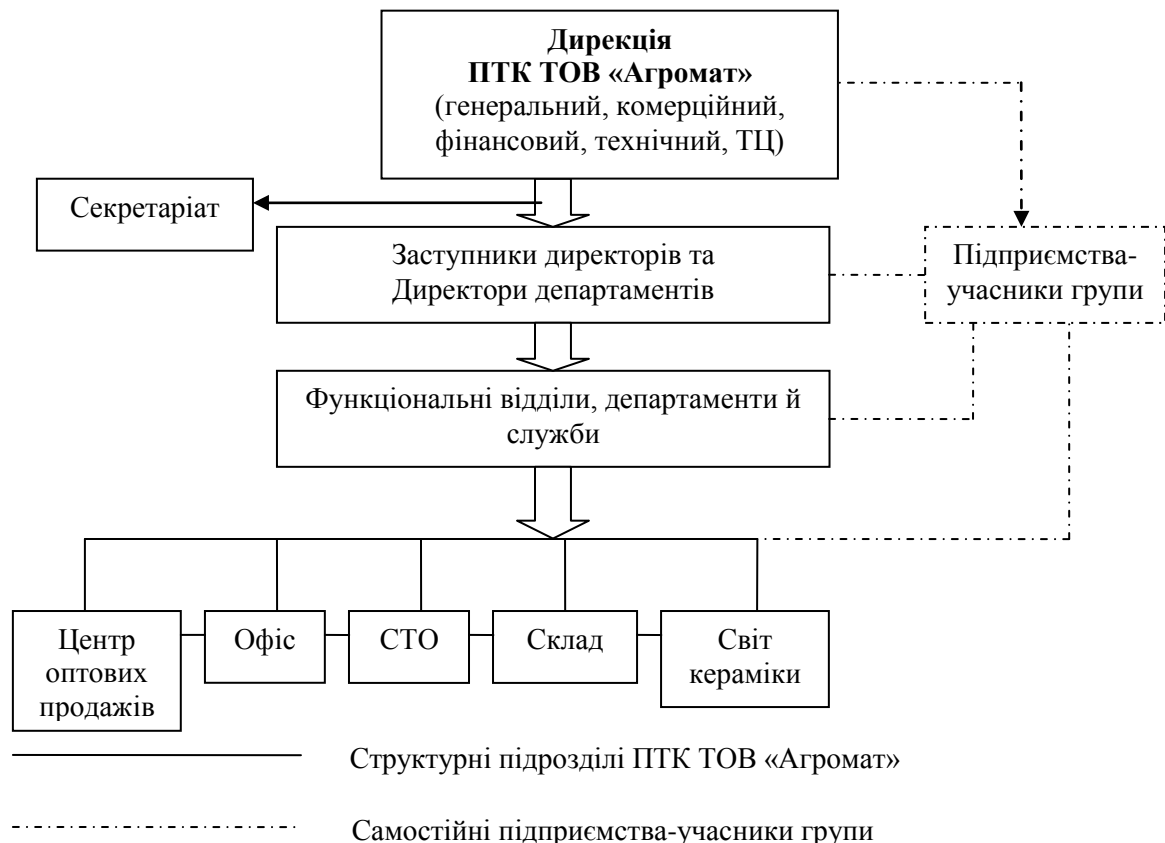 Дирекція
ПТК ТОВ «Агромат»
(генеральний, комерційний,
фінансовий, технічний, ТЦ)
Секретаріат
Заступники директорів та
Директори департаментів
Підприємства-
учасники групи
Функціональні відділи, департаменти й
служби
Центр
оптових
продажів
Офіс
СТО
Склад
Світ
кераміки
Структурні підрозділі ПТК ТОВ «Агромат»
Самостійні підприємства-учасники групи